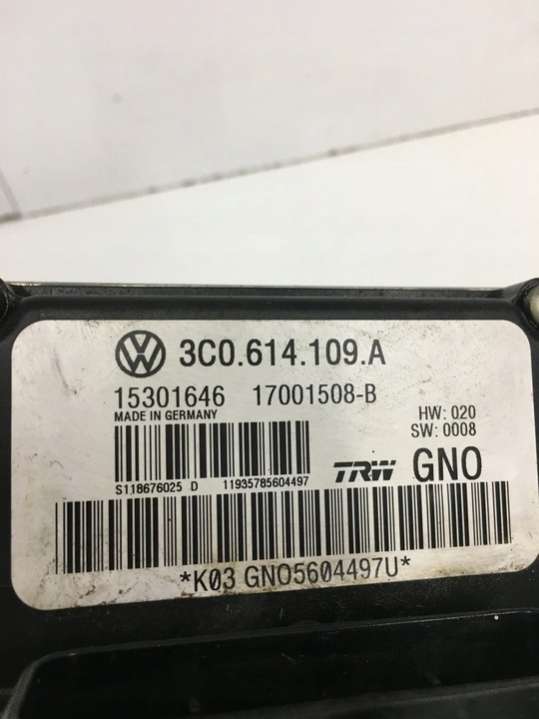 3C0.614.109.A
15301646 17001508-B
MADE IN GERMANY
HW: 020
SW: 0008
TRW GNO
S118676025 D 11935785604497
*K03 GNO5604497U*